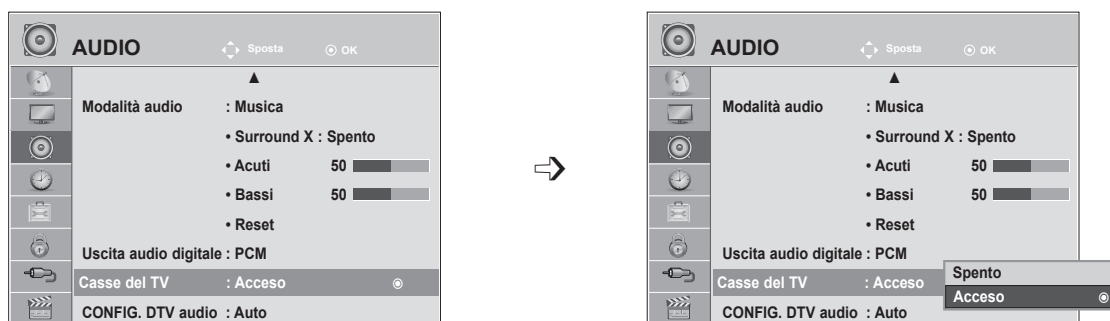 AUDIO Sposta OK
Modalità audio : Musica
• Surround X : Spento
• Acuti 50
• Bassi 50
• Reset
Uscita audio digitale : PCM
Casse del TV : Acceso
CONFIG. DTV audio : Auto
AUDIO Sposta OK
Modalità audio : Musica
• Surround X : Spento
• Acuti 50
• Bassi 50
• Reset
Uscita audio digitale : PCM
Casse del TV : Acceso
CONFIG. DTV audio : Auto
Spento
Acceso